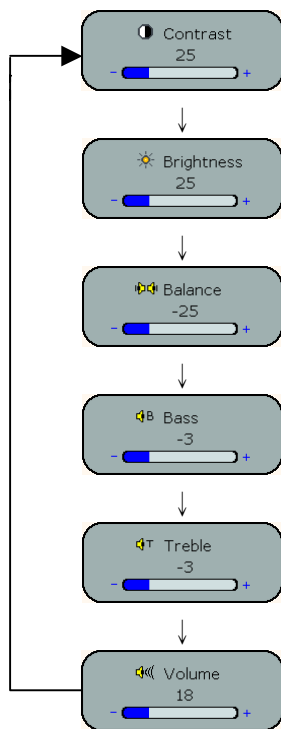 Contrast
25
- +
Brightness
25
- +
Balance
-25
- +
B Bass
-3
- +
T Treble
-3
- +
Volume
18
- +